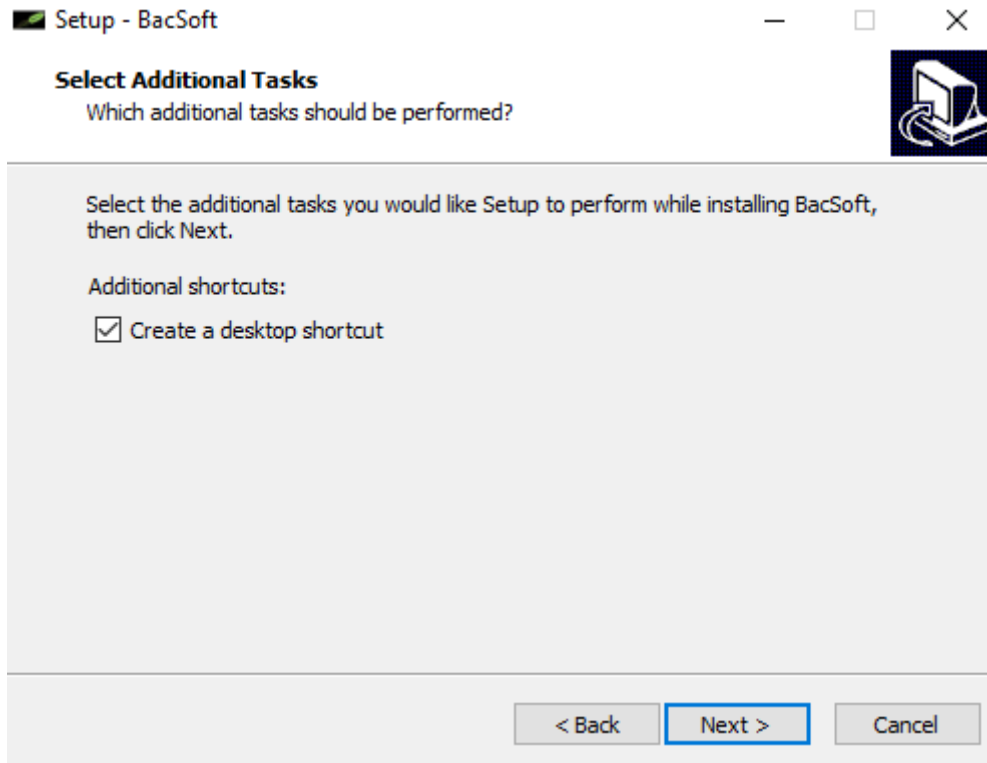 Setup - BacSoft
Select Additional Tasks
Which additional tasks should be performed?
Select the additional tasks you would like Setup to perform while installing BacSoft,
then click Next.
Additional shortcuts:
Create a desktop shortcut
< Back
Next >
Cancel